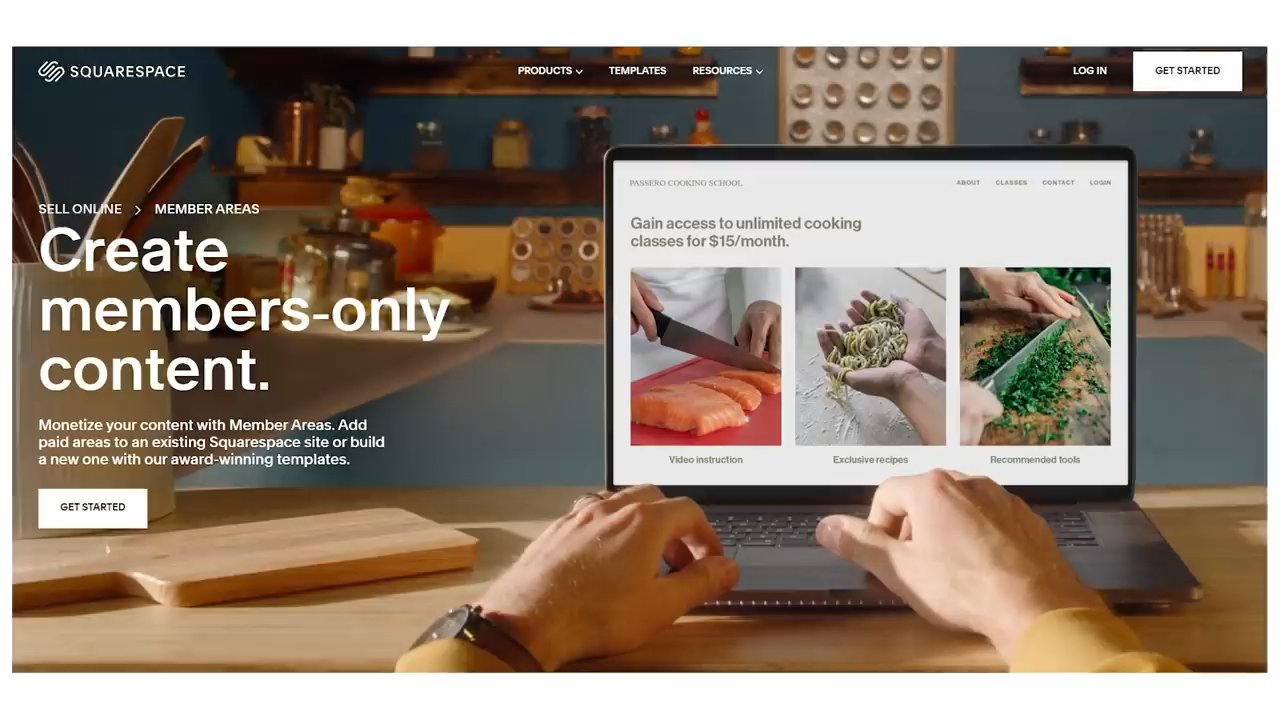 SQUARESPACE
PRODUCTS
TEMPLATES
RESOURCES
LOG IN
GET STARTED
SELL ONLINE > MEMBER AREAS
Create
members-only
content.
Monetize your content with Member Areas. Add
paid areas to an existing Squarespace site or build
a new one with our award-winning templates.
GET STARTED
PASSERO COOKING SCHOOL
ABOUT
CLASSES
CONTACT
LOGIN
Gain access to unlimited cooking
classes for $15/month.
Video instruction
Exclusive recipes
Recommended tools